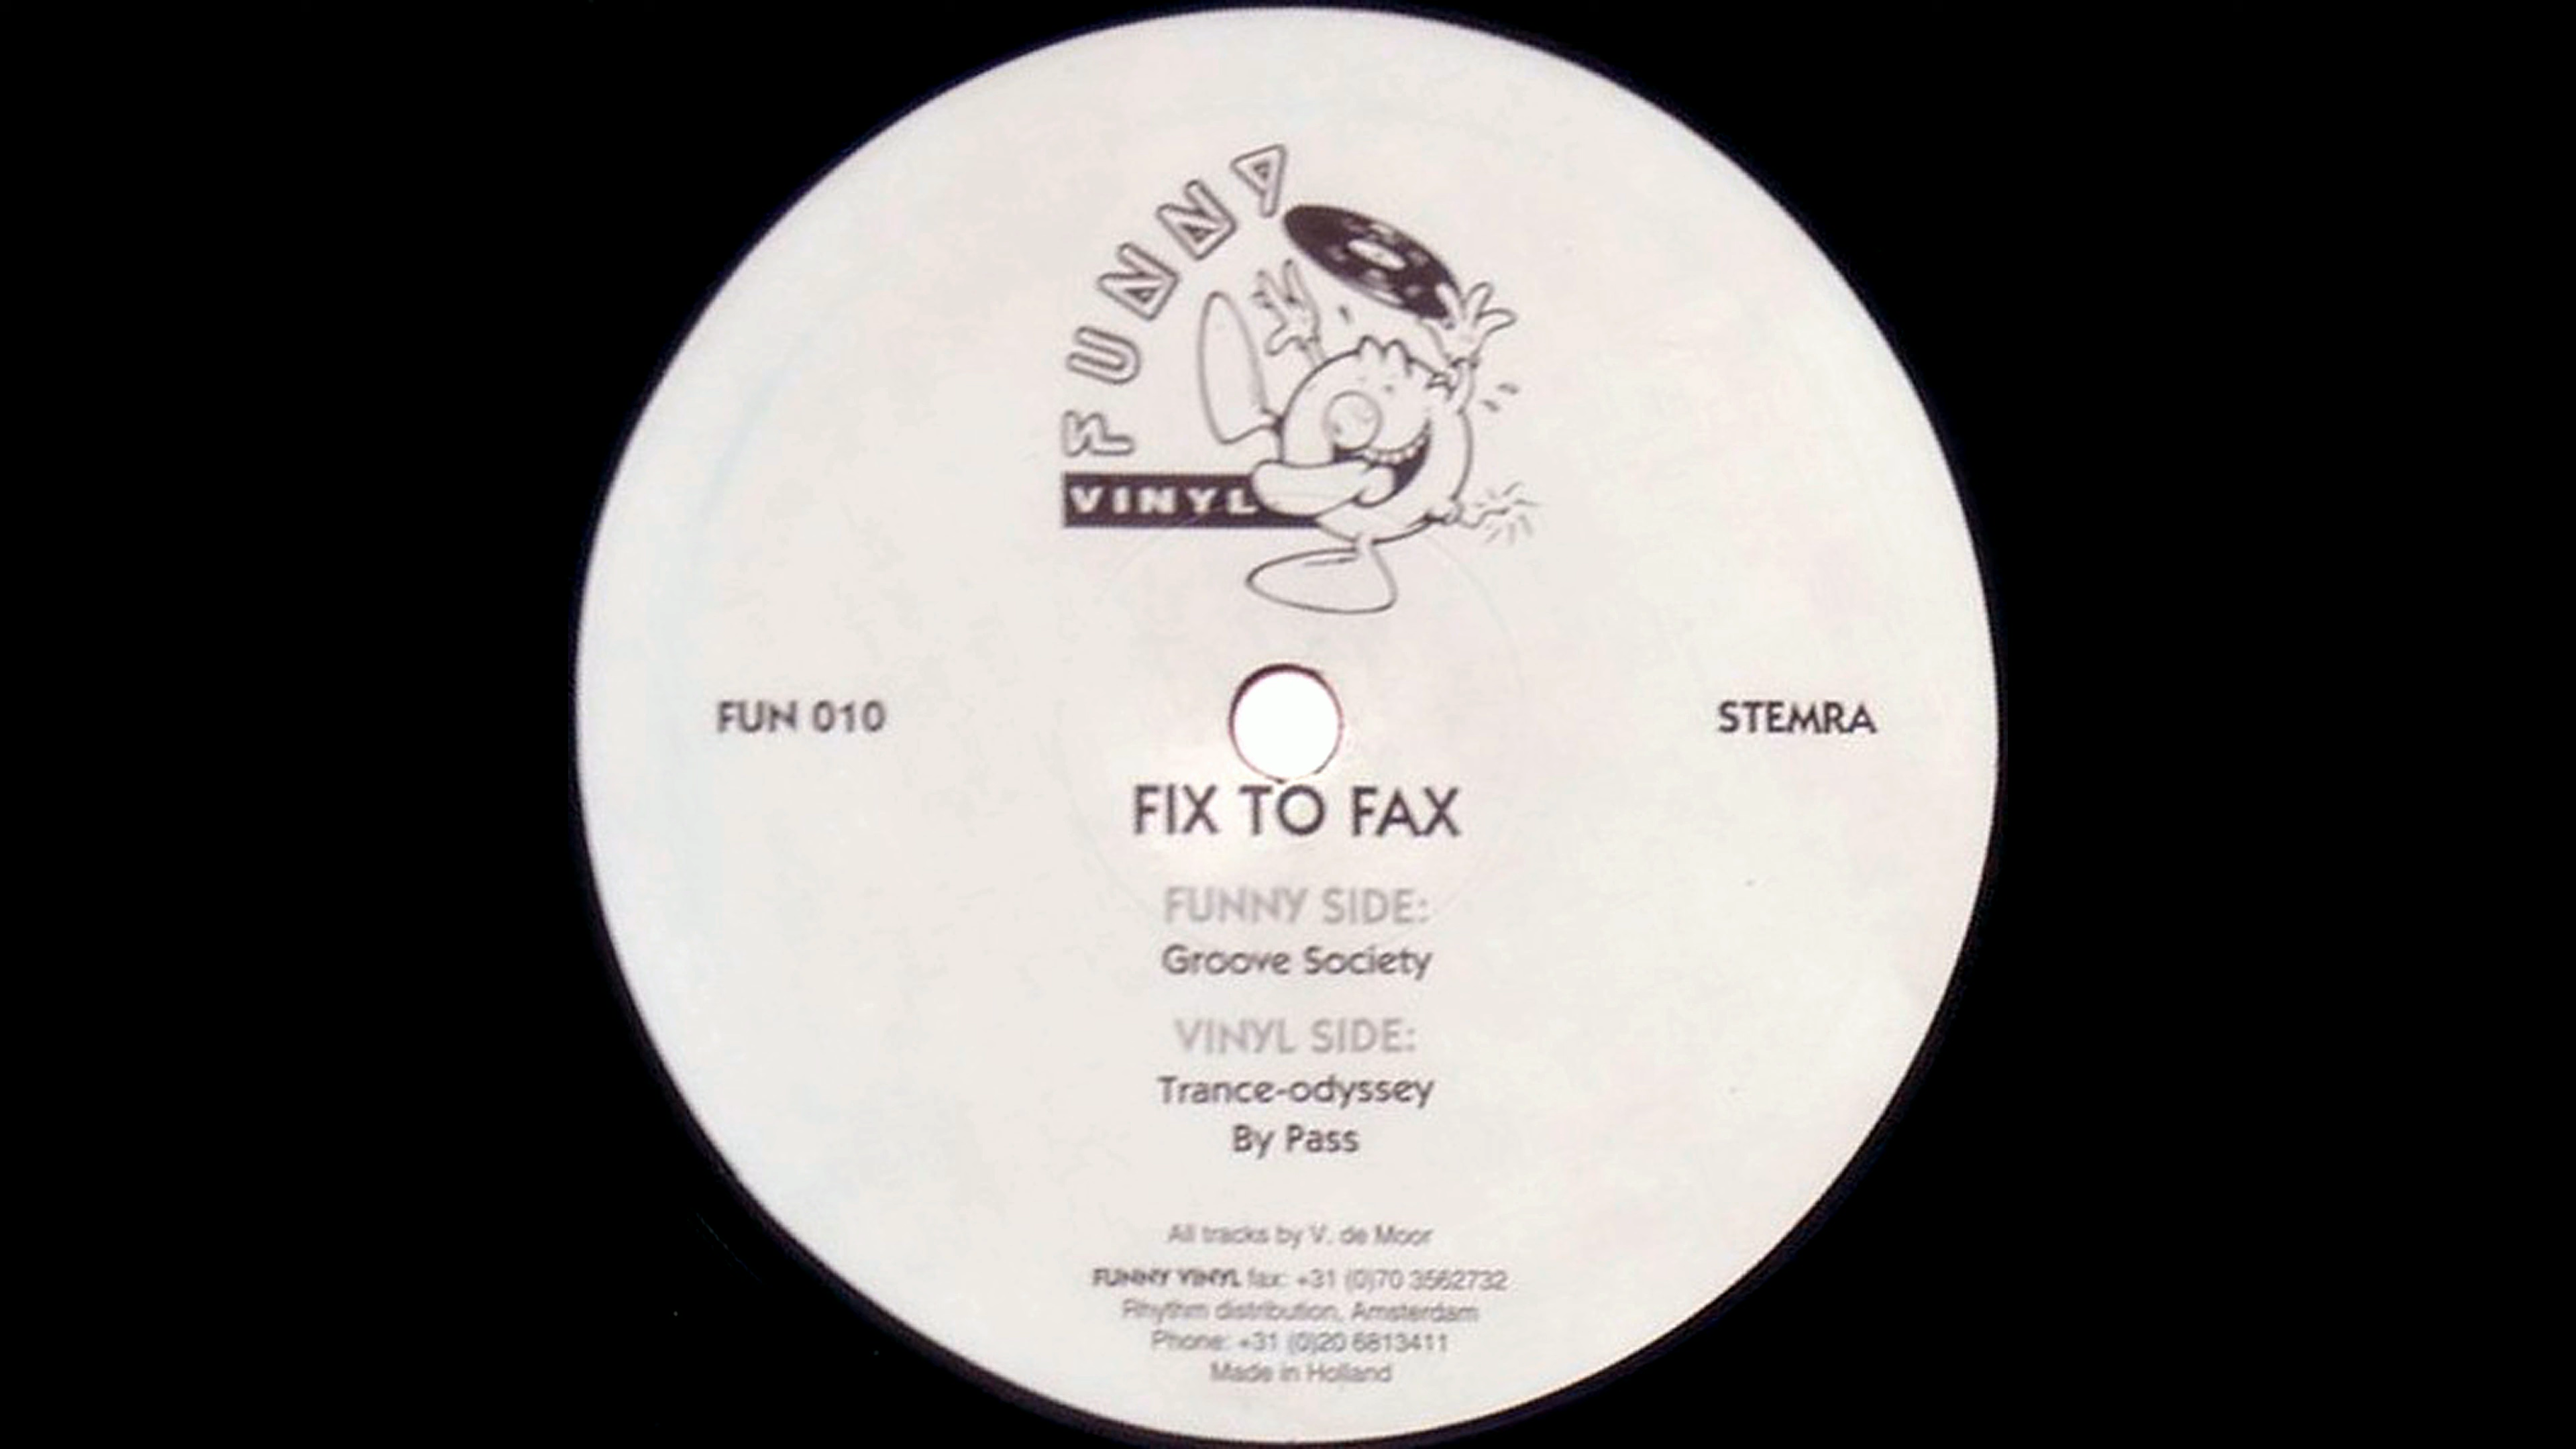 FUNNY
VINYL
FUN 010
STEMRA
FIX TO FAX
FUNNY SIDE:
Groove Society
VINYL SIDE:
Trance-odyssey
By Pass
All tracks by V. de Moor
FUNNY VINYL fax: +31 (0)70 3562732
Rhythm distribution, Amsterdam
Phone: +31 (0)20 6813411
Made in Holland